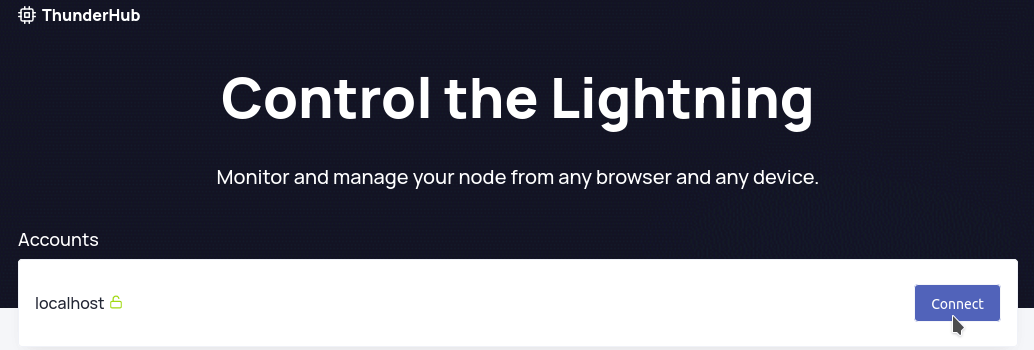 ThunderHub
Control the Lightning
Monitor and manage your node from any browser and any device.
Accounts
localhost
Connect